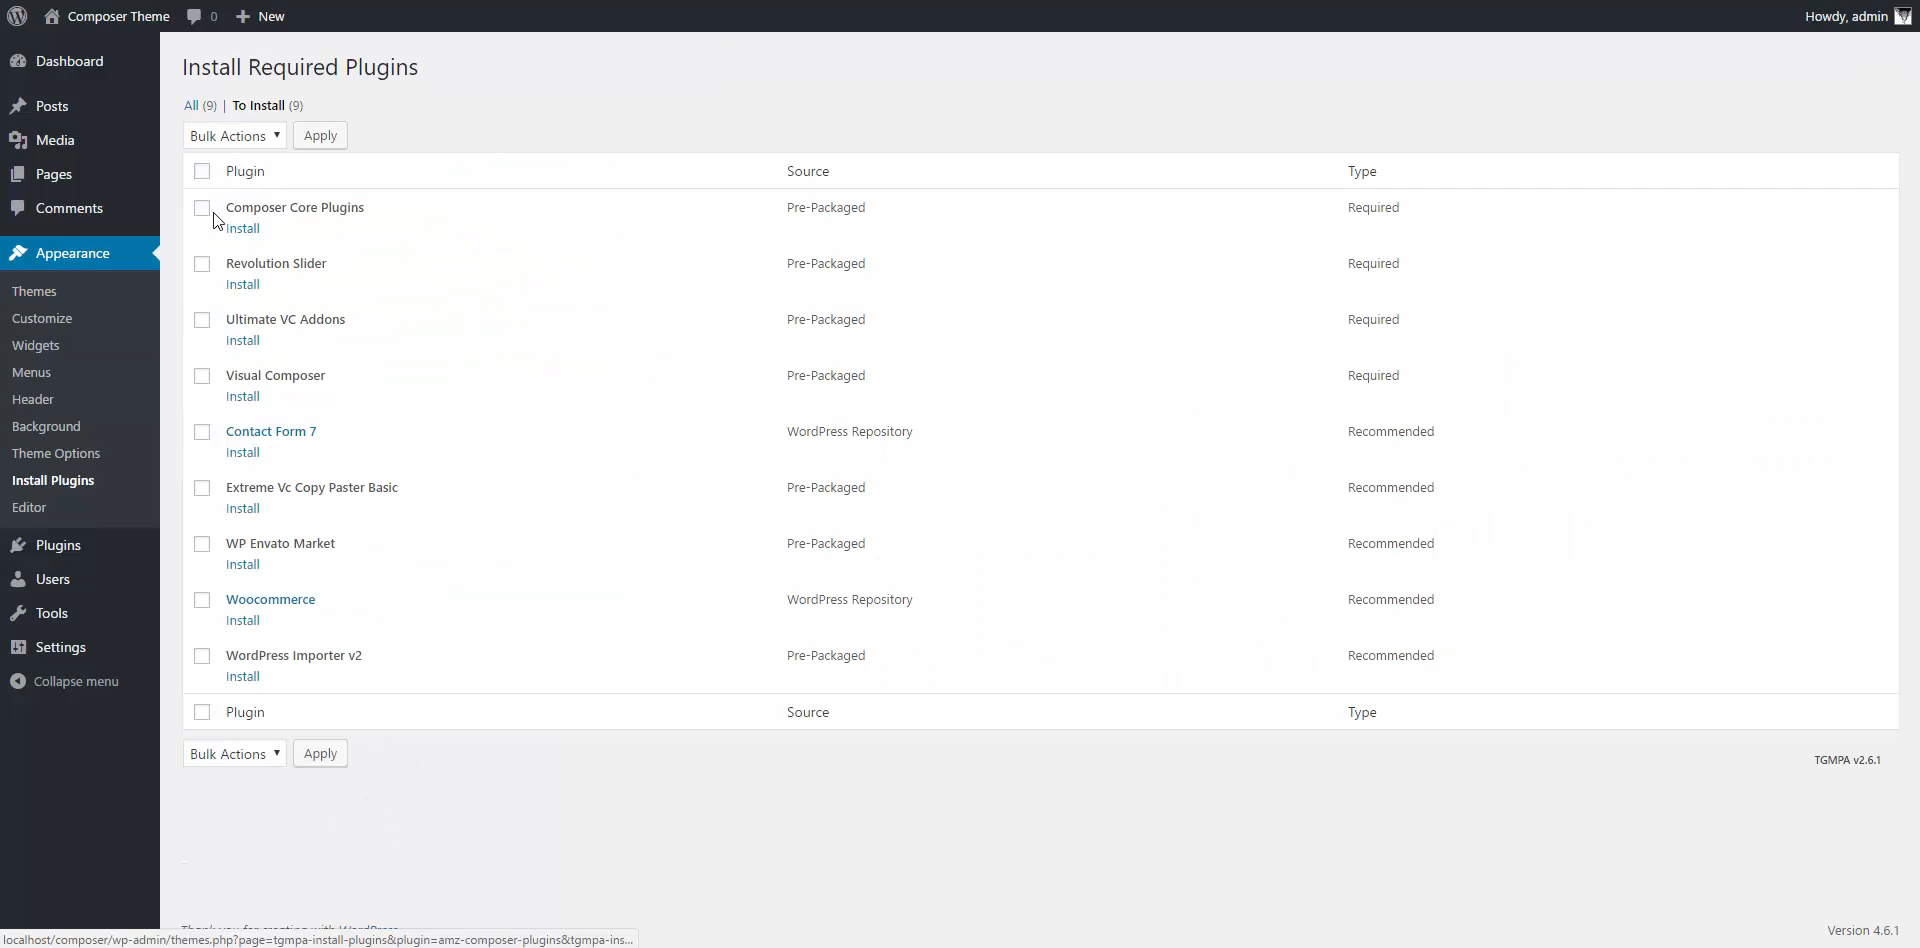 Composer Theme 0 New Howdy, admin
Dashboard
Posts
Media
Pages
Comments
Appearance
Themes
Customize
Widgets
Menus
Header
Background
Theme Options
Install Plugins
Editor
Plugins
Users
Tools
Settings
Collapse menu
Install Required Plugins
All (9) | To Install (9)
Bulk Actions Apply
Plugin Source Type
Composer Core Plugins Pre-Packaged Required
Install
Revolution Slider Pre-Packaged Required
Install
Ultimate VC Addons Pre-Packaged Required
Install
Visual Composer Pre-Packaged Required
Install
Contact Form 7 WordPress Repository Recommended
Install
Extreme Vc Copy Paster Basic Pre-Packaged Recommended
Install
WP Envato Market Pre-Packaged Recommended
Install
Woocommerce WordPress Repository Recommended
Install
WordPress Importer v2 Pre-Packaged Recommended
Install
Plugin Source Type
Bulk Actions Apply
TGMPA v2.6.1
Thank you for creating with WordPress.
Version 4.6.1
localhost/composer/wp-admin/themes.php?page=tgmpa-install-plugins&plugin=amz-composer-plugins&tgmpa-ins...